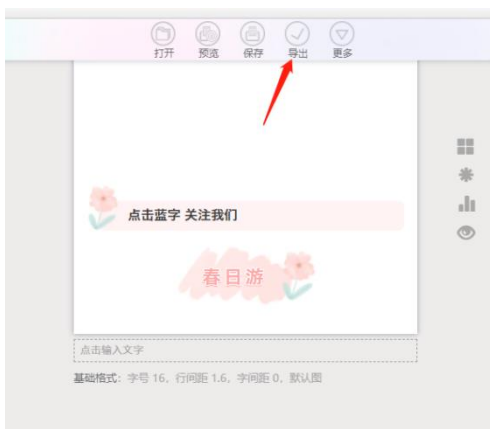 打开 预览 保存 导出 更多
点击蓝字 关注我们
春日游
点击输入文字
基础格式：字号 16，行间距 1.6，字间距 0，默认图